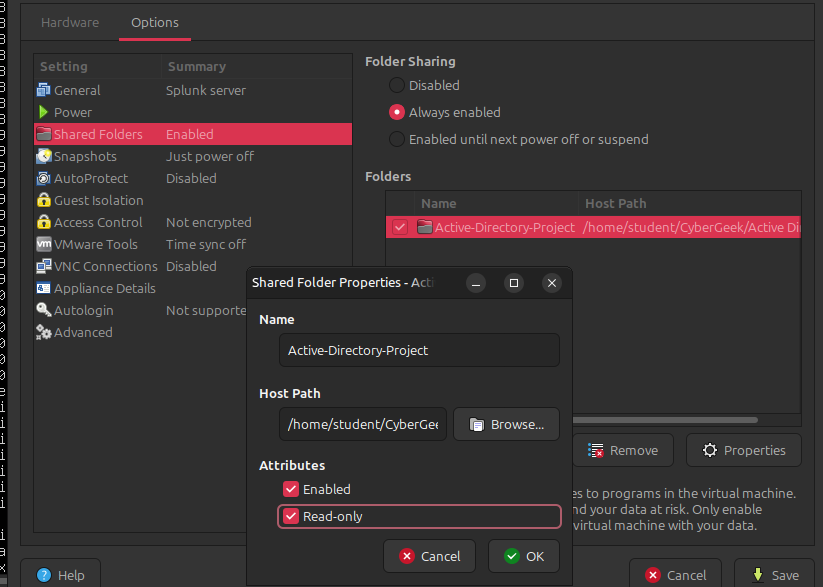 Hardware Options
Setting Summary
General Splunk server
Power
Shared Folders Enabled
Snapshots Just power off
AutoProtect Disabled
Guest Isolation
Access Control Not encrypted
VMware Tools Time sync off
VNC Connections Disabled
Appliance Details
Autologin Not supporte
Advanced
Folder Sharing
Disabled
Always enabled
Enabled until next power off or suspend
Folders
Name Host Path
Active-Directory-Project /home/student/CyberGeek/Active Di
Remove
Properties
es to programs in the virtual machine.
nd your data at risk. Only enable
virtual machine with your data.
Shared Folder Properties - Acti
Name
Active-Directory-Project
Host Path
/home/student/CyberGee
Browse...
Attributes
Enabled
Read-only
Cancel
OK
Help
Cancel
Save